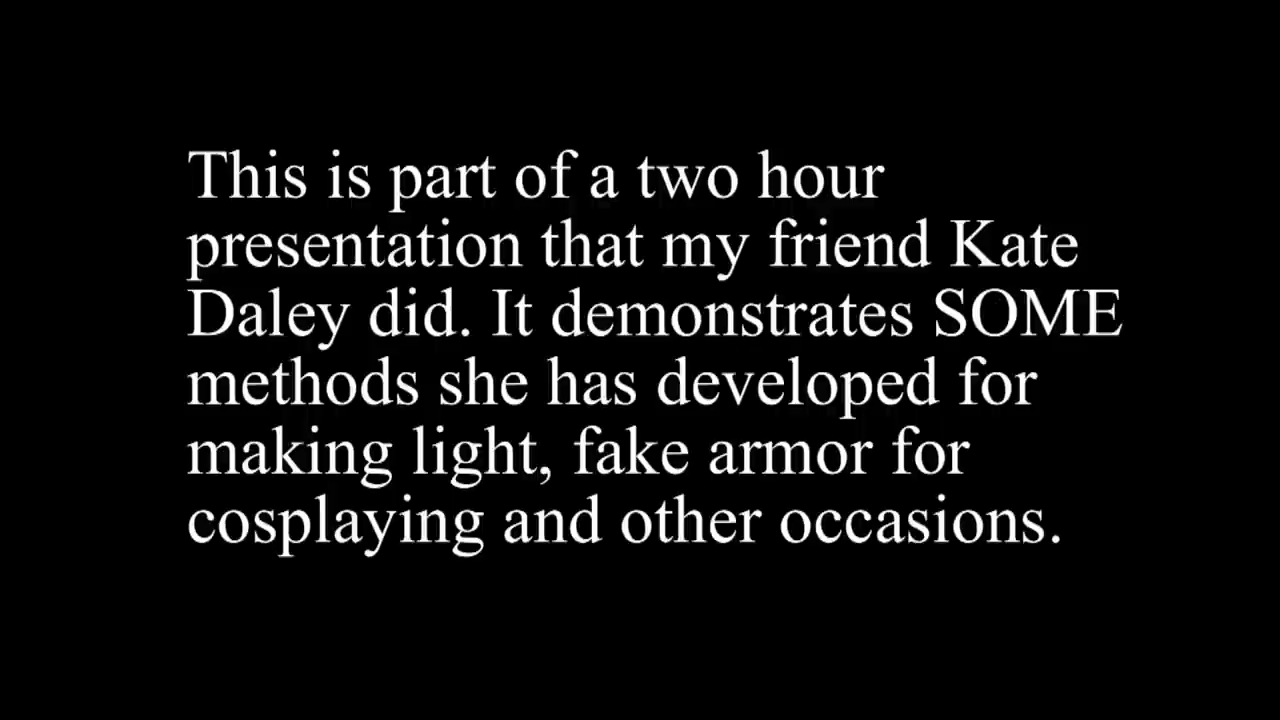 This is part of a two hour
presentation that my friend Kate
Daley did. It demonstrates SOME
methods she has developed for
making light, fake armor for
cosplaying and other occasions.